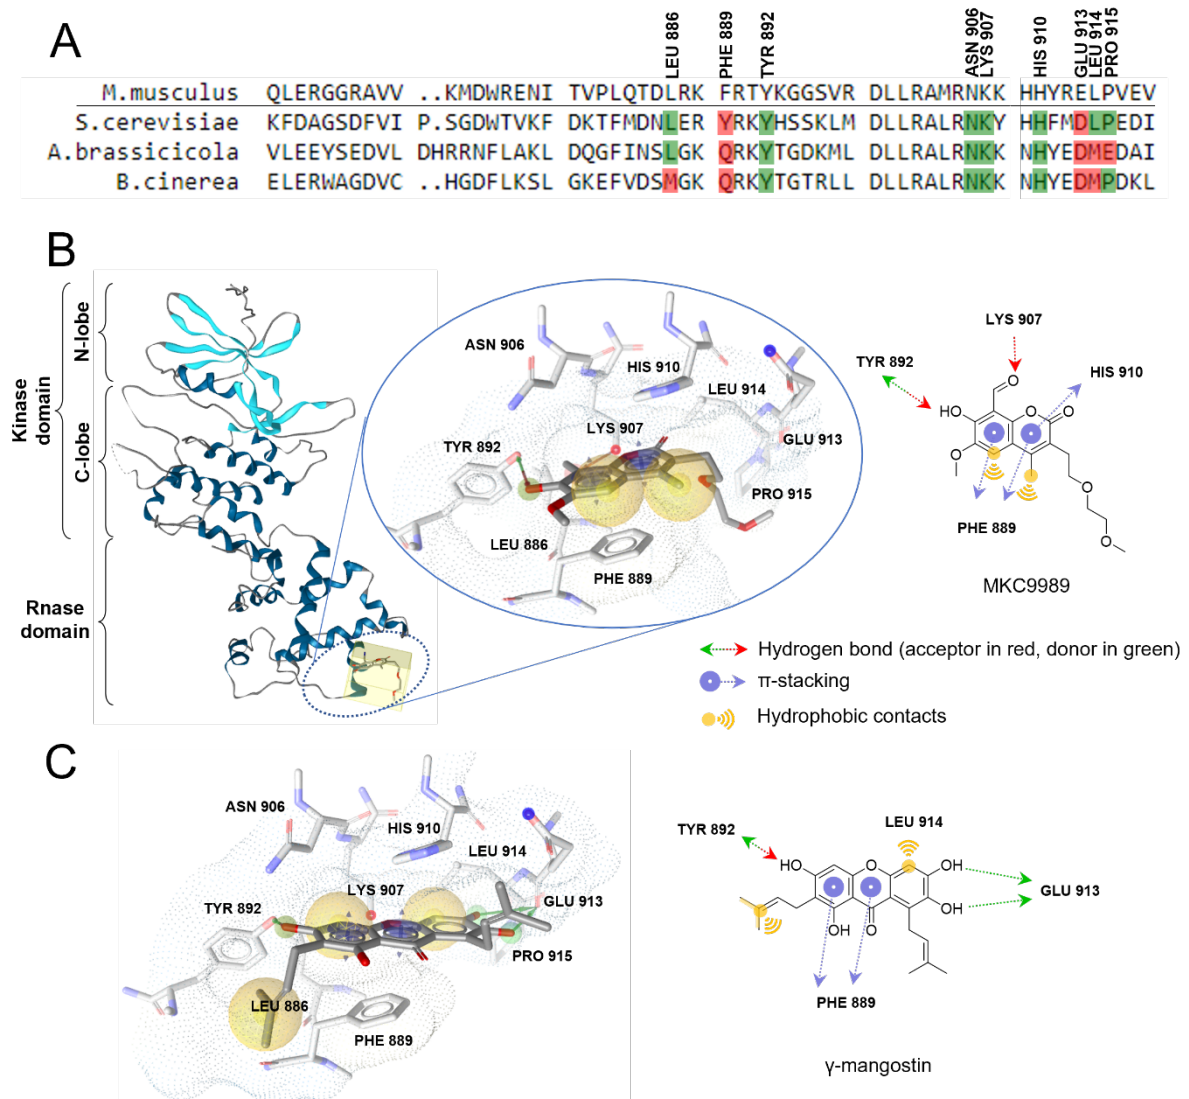 A
LEU 886
PHE 889
TYR 892
ASN 906
LYS 907
HIS 910
GLU 913
LEU 914
PRO 915
M.musculus QLERGGRAVV ..KMDWRENI TVPLQTDLRK FRTYKGGSVR DLLRAMRNKK HHYRELPVEV
S.cerevisiae KFDAGSDFVI P.SGDWTVKF DKTFMDNLER YRKYHSSKLM DLLRALRNKY HHFMDLPEDI
A.brassicicola VLEEYSEDVL DHRRNFLAKL DQGFINSLGK QRKYTGDKML DLLRALRNKK NHYEDMEDAI
B.cinerea ELERWAGDVC ..HGDFLKSL GKEFVDSMGK QRKYTGTRLL DLLRALRNKK NHYEDMPDKL
B
Kinase
domain
N-lobe
C-lobe
Rnase
domain
ASN 906
HIS 910
LEU 914
LYS 907
TYR 892
GLU 913
PRO 915
LEU 886
PHE 889
LYS 907
TYR 892
HIS 910
O
HO
O
O
O
O
O
PHE 889
O
MKC9989
Hydrogen bond (acceptor in red, donor in green)
π-stacking
Hydrophobic contacts
C
ASN 906
HIS 910
LEU 914
LYS 907
TYR 892
GLU 913
PRO 915
LEU 886
PHE 889
TYR 892
LEU 914
HO
O
OH
GLU 913
OH
OH
O
PHE 889
γ-mangostin